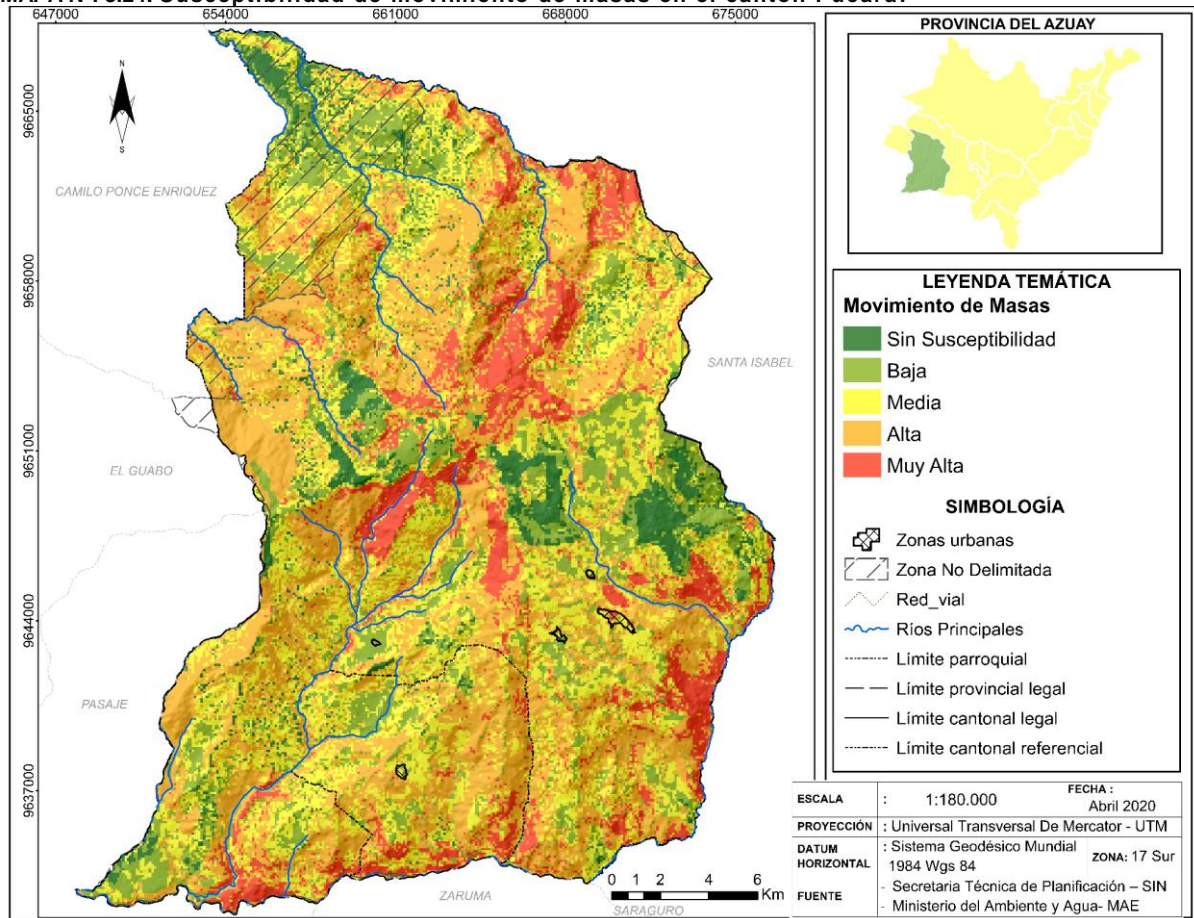 MAPA N°3.21. Susceptibilidad de Movimiento de Masas en el cantón Pucará.
647000 654000 661000 668000 675000
9665000
9658000
9651000
9644000
9637000
N
S
CAMILO PONCE ENRIQUEZ
SANTA ISABEL
EL GUABO
PASAJE
ZARUMA
SARAGURO
0 1 2 4 6
Km
PROVINCIA DEL AZUAY
LEYENDA TEMÁTICA
Movimiento de Masas
Sin Susceptibilidad
Baja
Media
Alta
Muy Alta
SIMBOLOGÍA
Zonas urbanas
Zona No Delimitada
Red_vial
Ríos Principales
Límite parroquial
Límite provincial legal
Límite cantonal legal
Límite cantonal referencial
ESCALA : 1:180.000 FECHA : Abril 2020
PROYECCIÓN : Universal Transversal De Mercator - UTM
DATUM HORIZONTAL : Sistema Geodésico Mundial 1984 Wgs 84 ZONA: 17 Sur
FUENTE - Secretaria Técnica de Planificación – SIN
- Ministerio del Ambiente y Agua- MAE